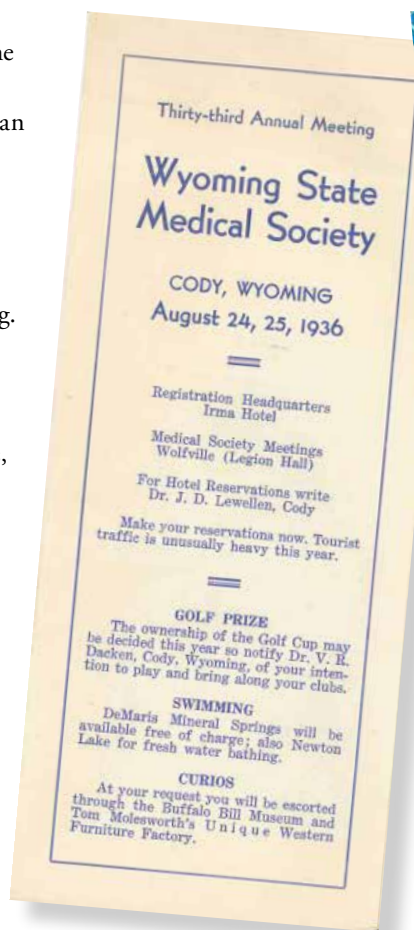 ne
an
g.
,
Thirty-third Annual Meeting
Wyoming State
Medical Society
CODY, WYOMING
August 24, 25, 1936
Registration Headquarters
Irma Hotel
Medical Society Meetings
Wolfville (Legion Hall)
For Hotel Reservations write
Dr. J. D. Lewellen, Cody
Make your reservations now. Tourist
traffic is unusually heavy this year.
GOLF PRIZE
The ownership of the Golf Cup may
be decided this year so notify Dr. V. R.
Dacken, Cody, Wyoming, of your inten-
tion to play and bring along your clubs.
SWIMMING
DeMaris Mineral Springs will be
available free of charge; also Newton
Lake for fresh water bathing.
CURIOS
At your request you will be escorted
through the Buffalo Bill Museum and
Tom Molesworth's Unique Western
Furniture Factory.